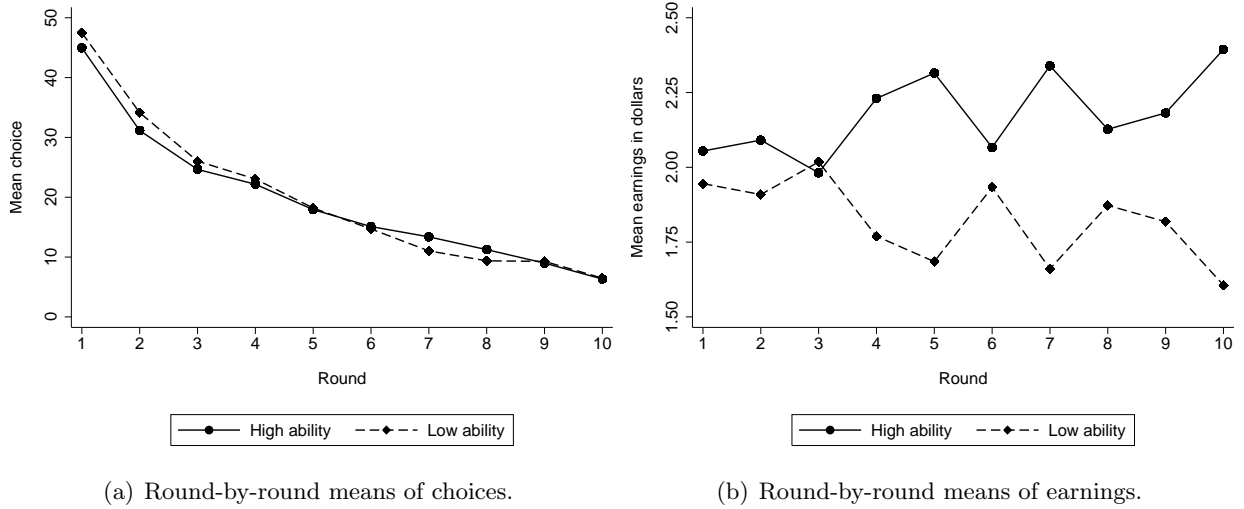 50
40
30
20
10
0
Mean choice
1 2 3 4 5 6 7 8 9 10
Round
High ability Low ability
(a) Round-by-round means of choices.
2.50
2.25
2.00
1.75
1.50
Mean earnings in dollars
1 2 3 4 5 6 7 8 9 10
Round
High ability Low ability
(b) Round-by-round means of earnings.